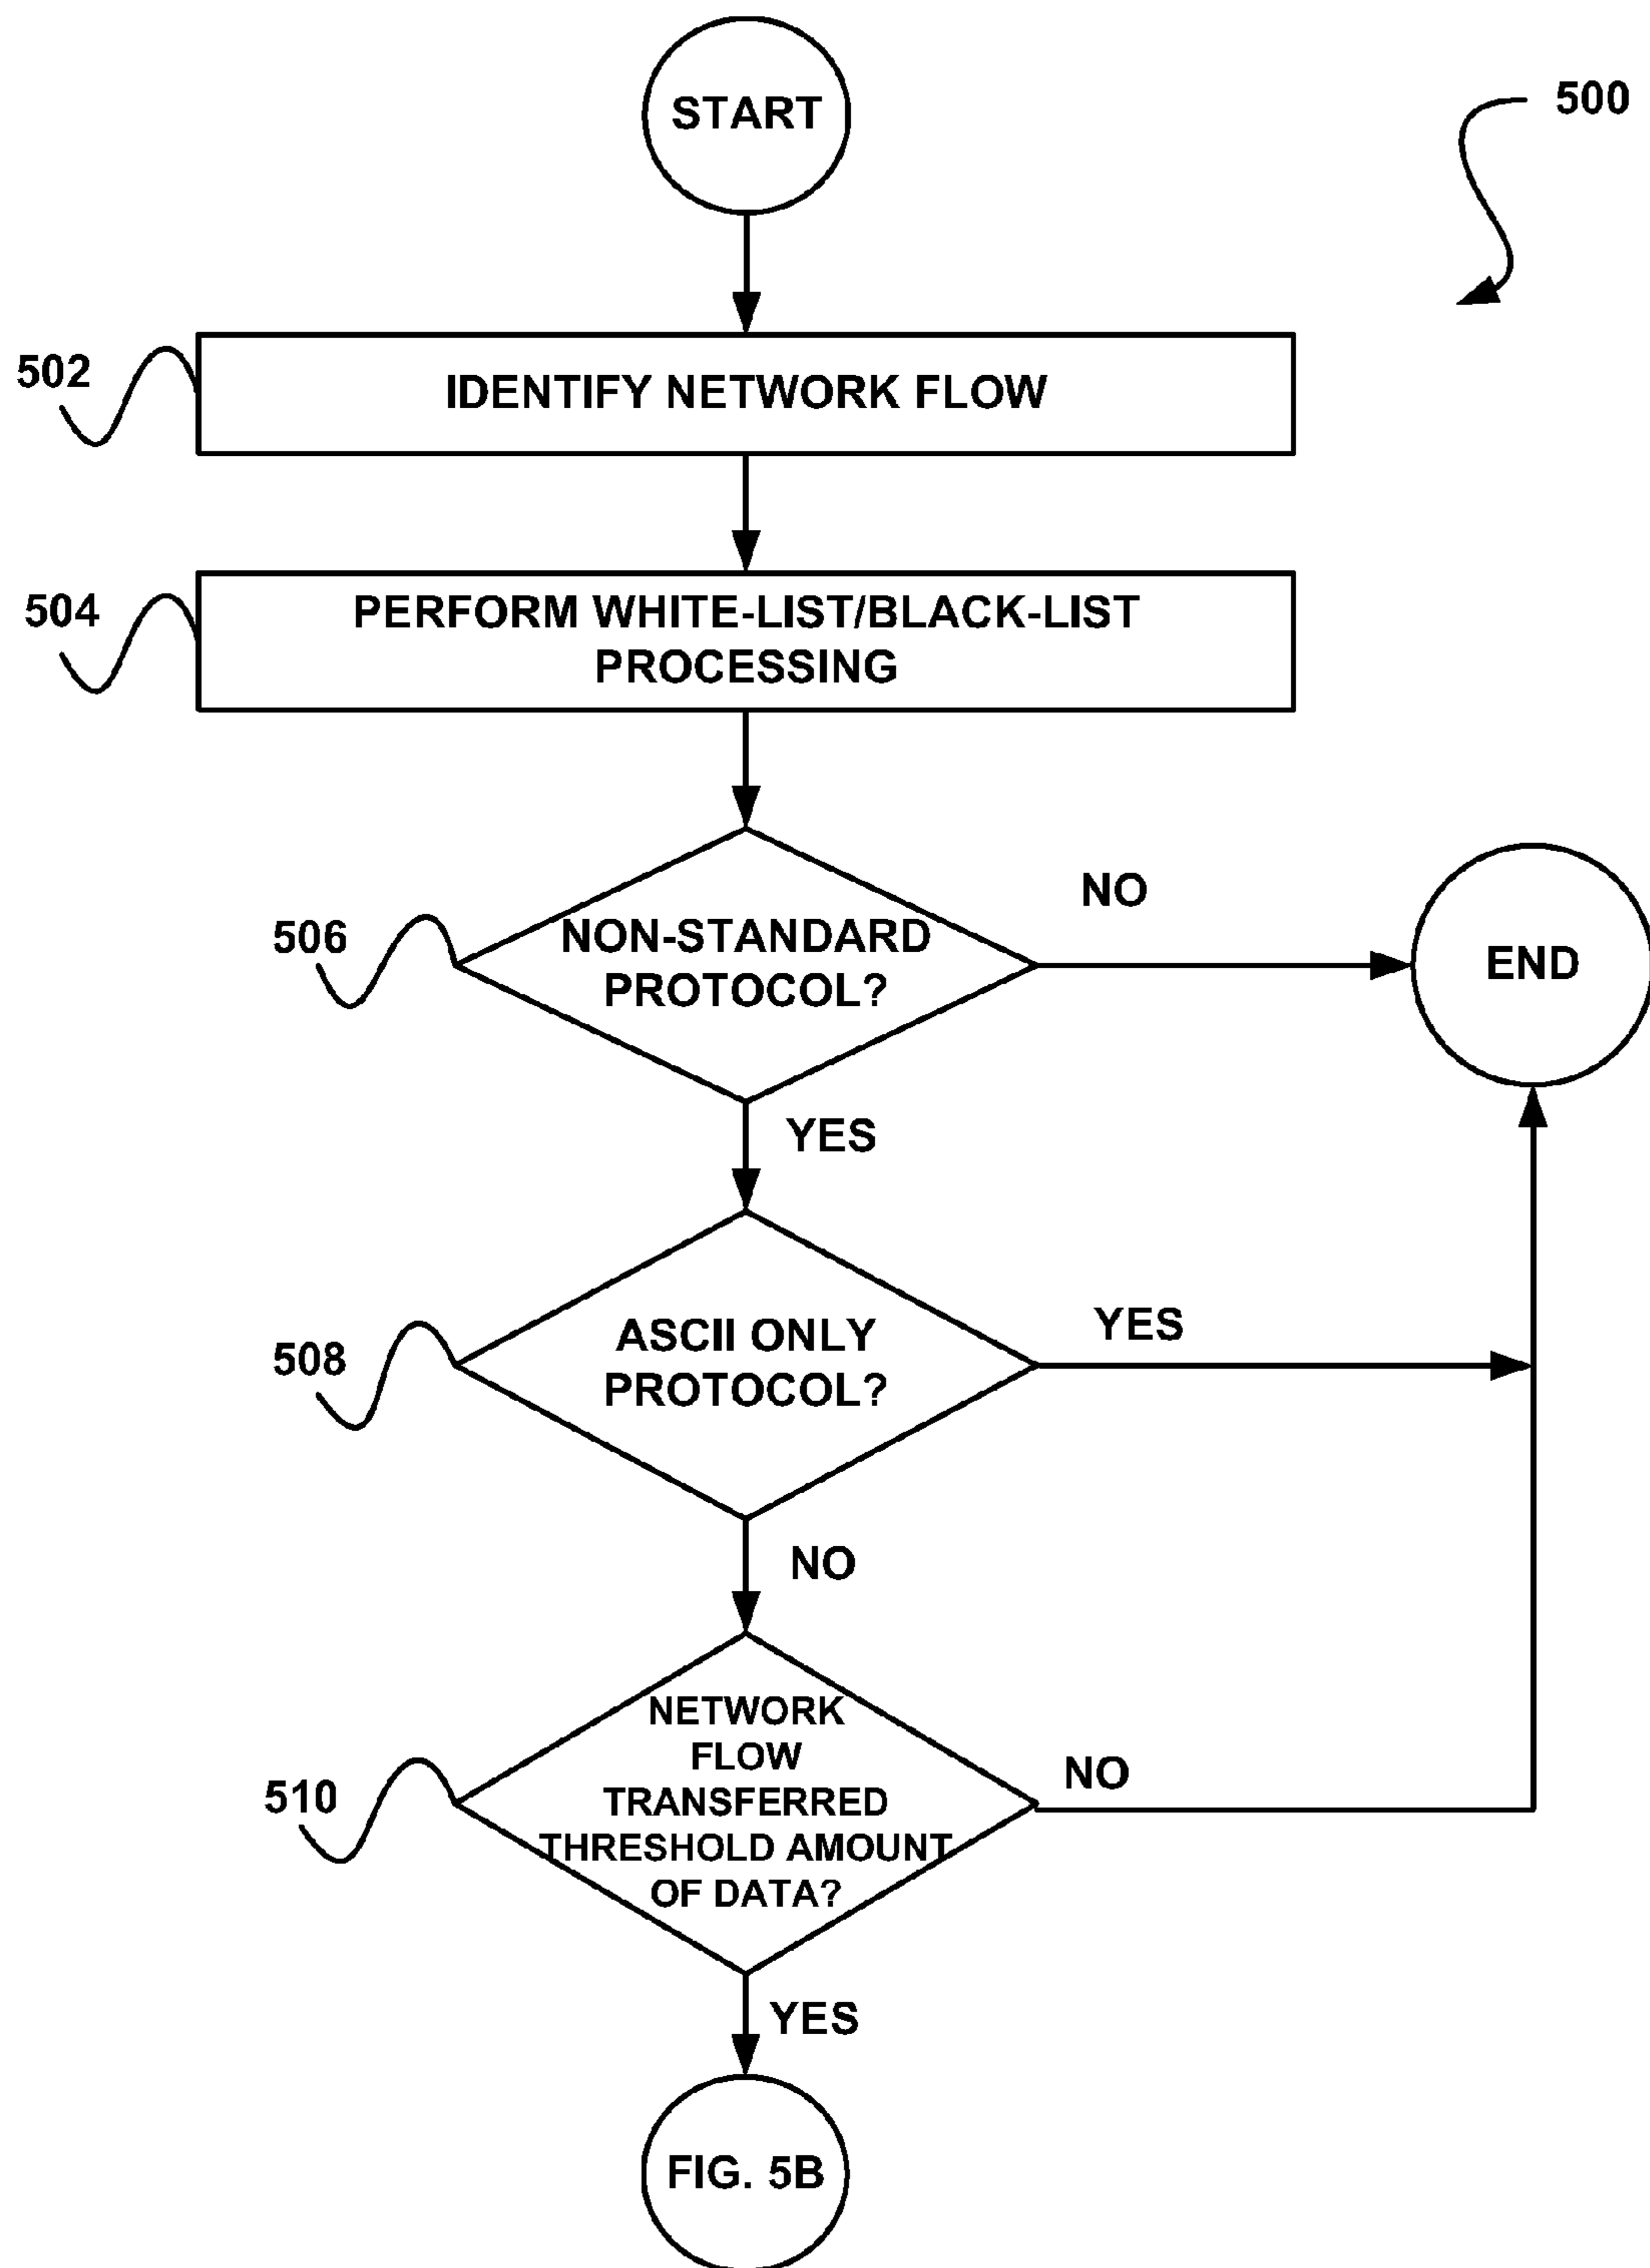 START
500
502
IDENTIFY NETWORK FLOW
504
PERFORM WHITE-LIST/BLACK-LIST
PROCESSING
NO
506
NON-STANDARD
PROTOCOL?
END
YES
508
ASCII ONLY
PROTOCOL?
YES
NO
510
NETWORK
FLOW
TRANSFERRED
THRESHOLD AMOUNT
OF DATA?
NO
YES
FIG. 5B